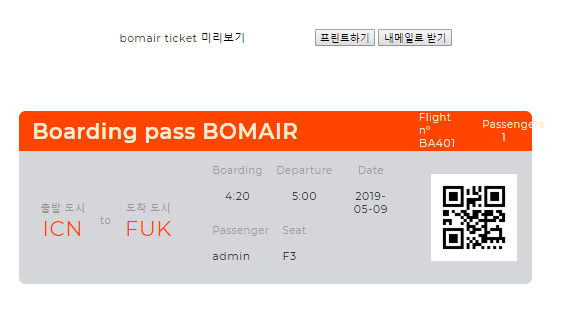 bomair ticket 미리보기
프린트하기
내메일로 받기
Boarding pass BOMAIR
Flight
n°
BA401
Passengers
1
출발 도시
ICN
to
도착 도시
FUK
Boarding
4:20
Departure
5:00
Date
2019-
05-09
Passenger
admin
Seat
F3